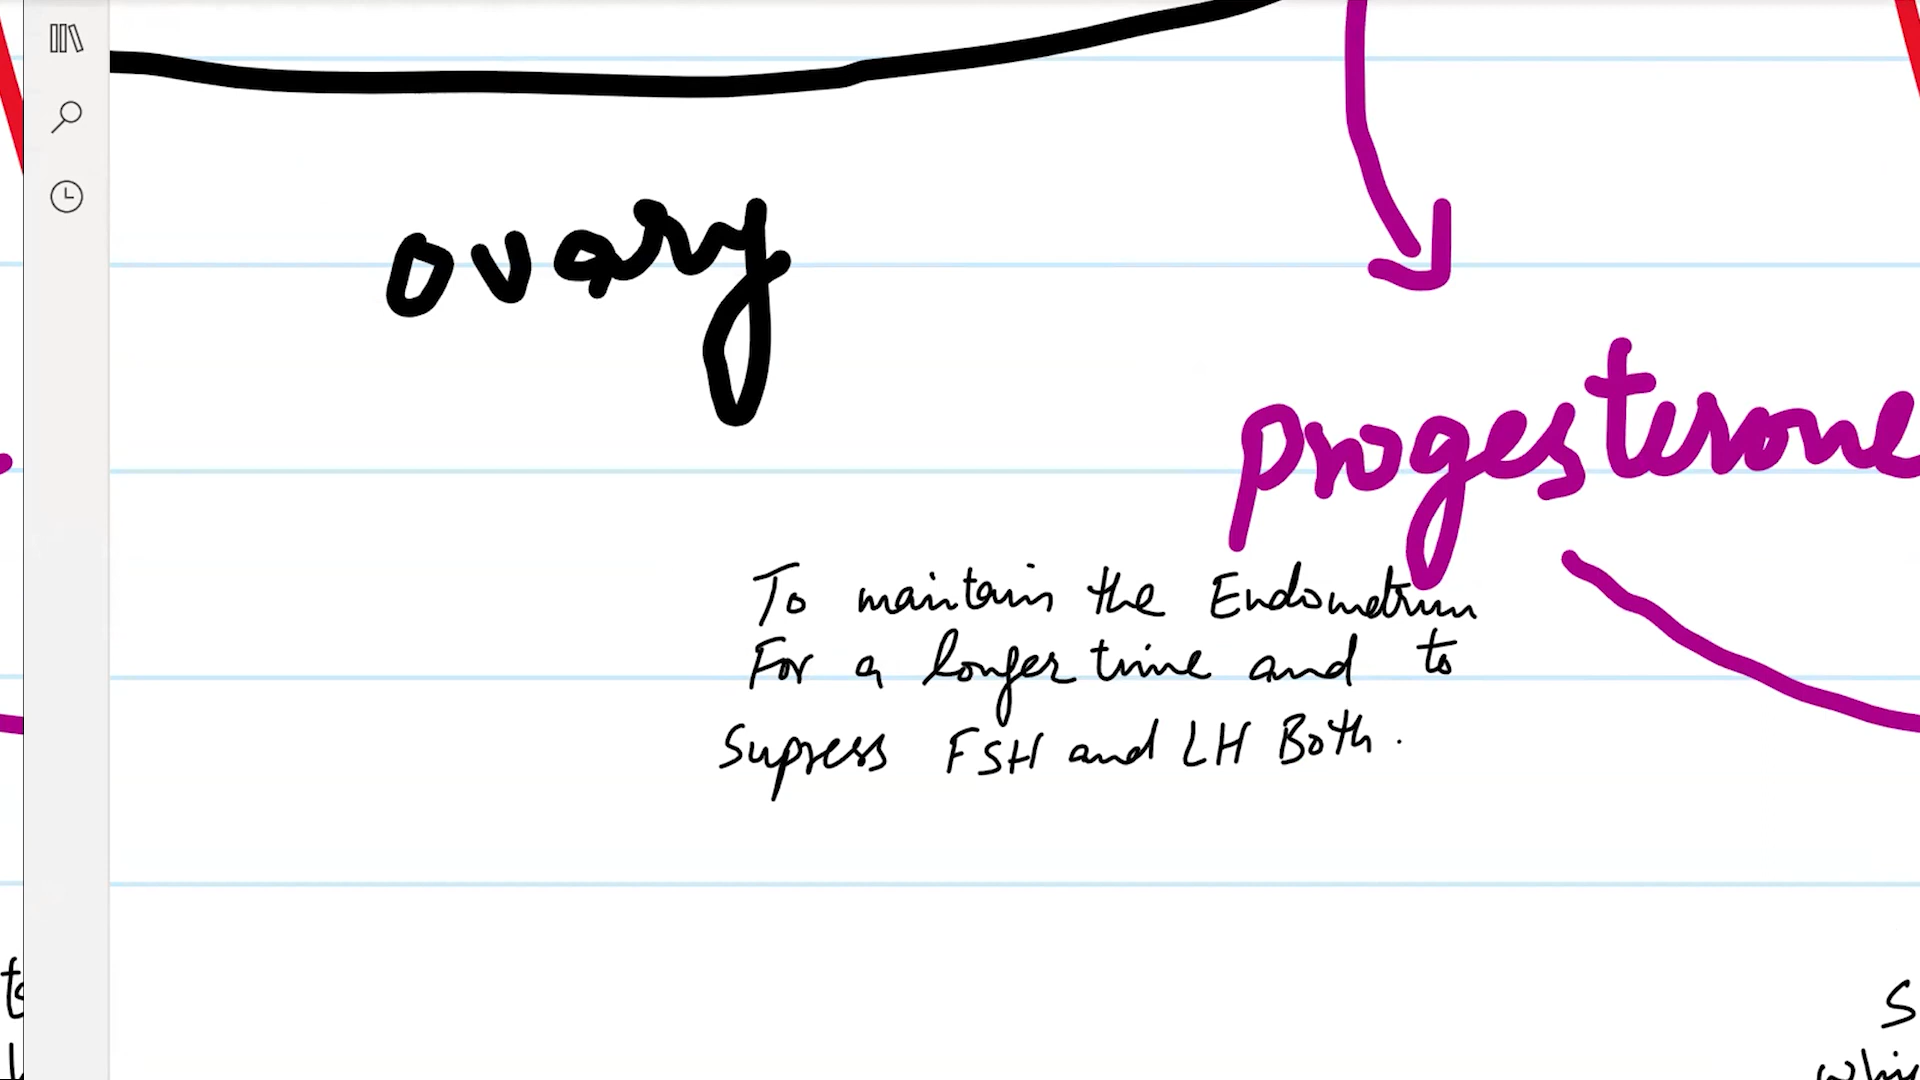 ovary
progesterone
To maintain the Endometrium
For a longer time and to
Supress FSH and LH Both.